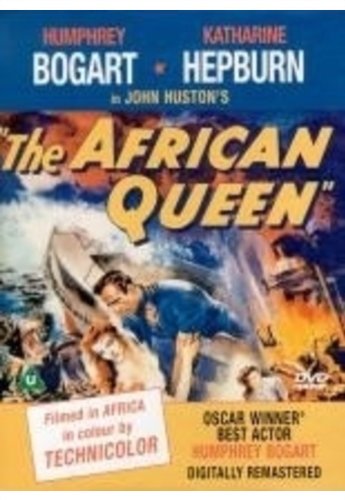 HUMPHREY KATHARINE
BOGART • HEPBURN
in JOHN HUSTON'S
"The AFRICAN
QUEEN"
U
DVD
Filmed in AFRICA
in colour by
TECHNICOLOR
OSCAR WINNER®
BEST ACTOR
HUMPHREY BOGART
DIGITALLY REMASTERED